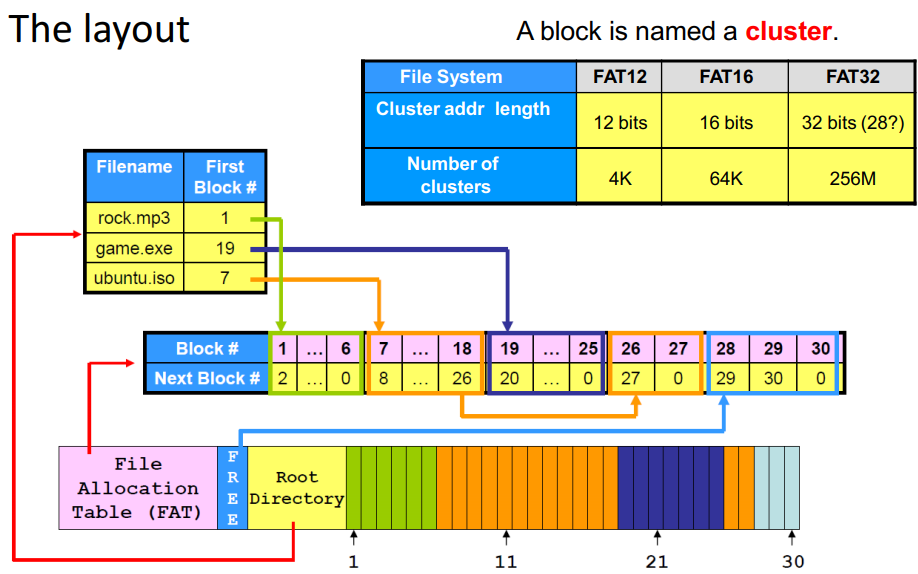 The layout
A block is named a cluster.
File System FAT12 FAT16 FAT32
Cluster addr length 12 bits 16 bits 32 bits (28?)
Number of clusters 4K 64K 256M
Filename First Block #
rock.mp3 1
game.exe 19
ubuntu.iso 7
Block # 1 ... 6 7 ... 18 19 ... 25 26 27 28 29 30
Next Block # 2 ... 0 8 ... 26 20 ... 0 27 0 29 30 0
File
Allocation
Table (FAT)
FREE
Root
Directory
1 11 21 30